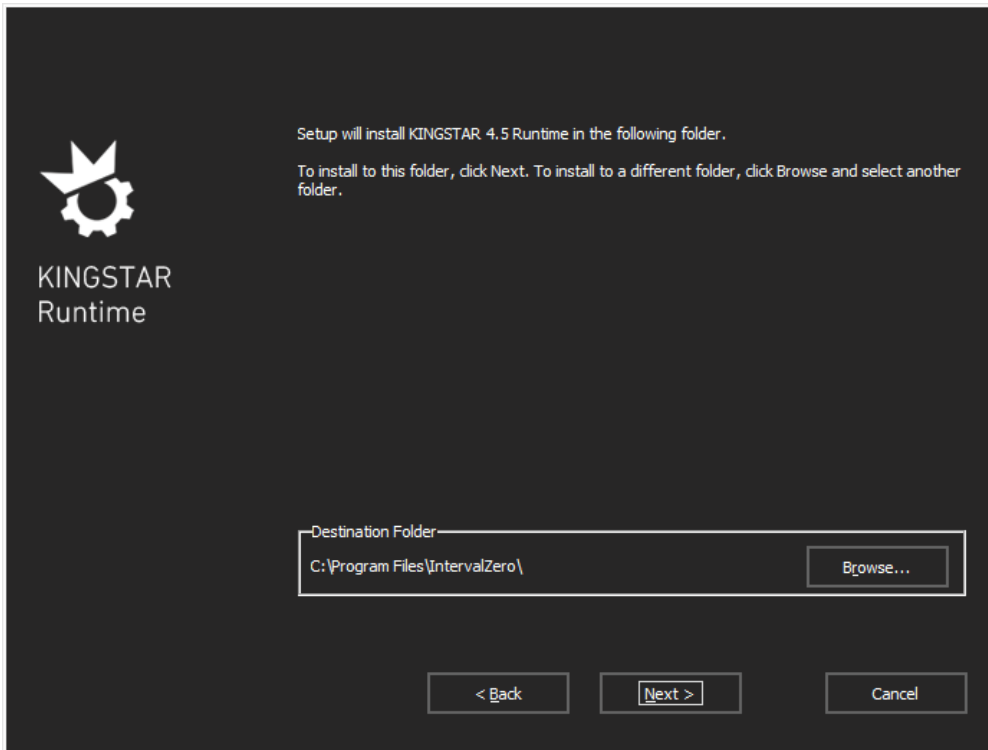 Setup will install KINGSTAR 4.5 Runtime in the following folder.
To install to this folder, click Next. To install to a different folder, click Browse and select another
folder.
KINGSTAR
Runtime
Destination Folder
C:\Program Files\IntervalZero\
Browse...
< Back
Next >
Cancel